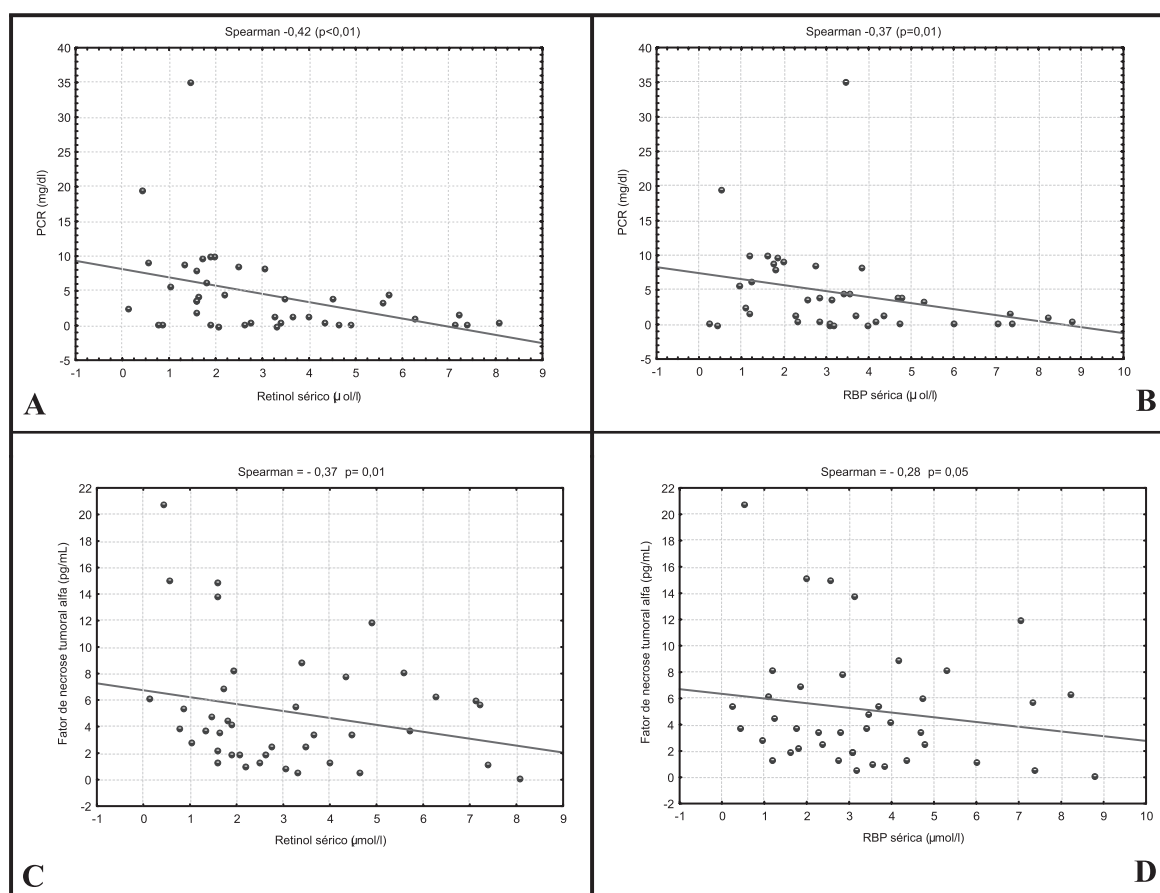 Spearman -0,42 (p<0,01)
40
35
30
25
20
15
10
5
0
-5
PCR (mg/dl)
-1 0 1 2 3 4 5 6 7 8 9
Retinol sérico (µ ol/l)
A
Spearman -0,37 (p=0,01)
40
35
30
25
20
15
10
5
0
-5
PCR (mg/dl)
-1 0 1 2 3 4 5 6 7 8 9 10
RBP sérica (µ ol/l)
B
Spearman = - 0,37 p= 0,01
22
20
18
16
14
12
10
8
6
4
2
0
-2
Fator de necrose tumoral alfa (pg/mL)
-1 0 1 2 3 4 5 6 7 8 9
Retinol sérico (µmol/l)
C
Spearman = - 0,28 p= 0,05
22
20
18
16
14
12
10
8
6
4
2
0
-2
Fator de necrose tumoral alfa (pg/mL)
-1 0 1 2 3 4 5 6 7 8 9 10
RBP sérica (µmol/l)
D